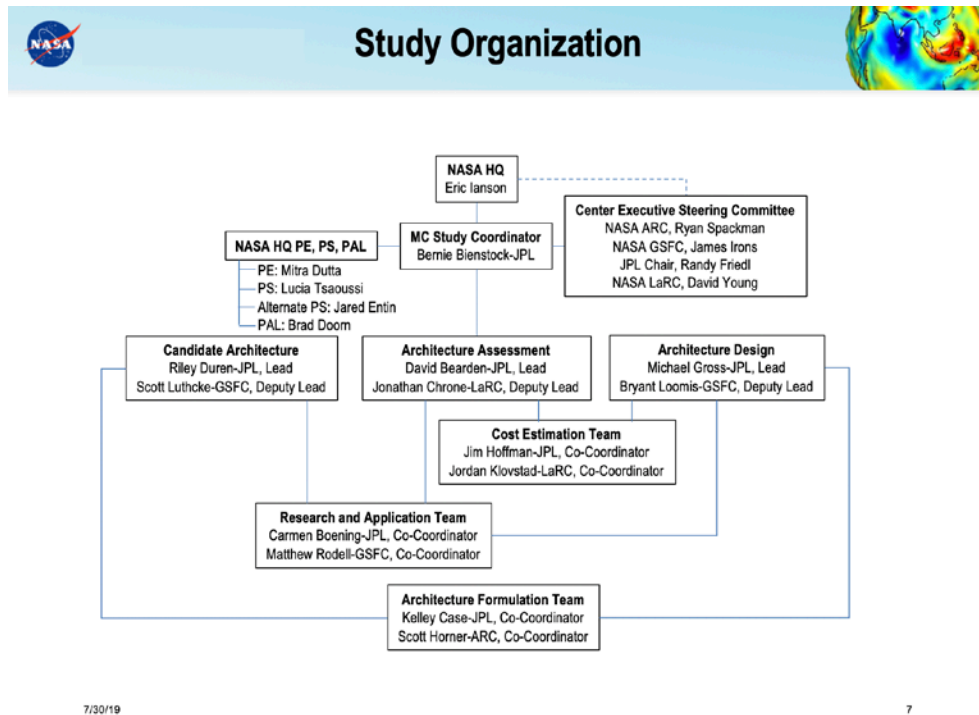 NASA
Study Organization
NASA HQ
Eric Ianson
Center Executive Steering Committee
NASA ARC, Ryan Spackman
NASA GSFC, James Irons
JPL Chair, Randy Friedl
NASA LaRC, David Young
MC Study Coordinator
Bernie Bienstock-JPL
NASA HQ PE, PS, PAL
PE: Mitra Dutta
PS: Lucia Tsaoussi
Alternate PS: Jared Entin
PAL: Brad Doorn
Candidate Architecture
Riley Duren-JPL, Lead
Scott Luthcke-GSFC, Deputy Lead
Architecture Assessment
David Bearden-JPL, Lead
Jonathan Chrone-LaRC, Deputy Lead
Architecture Design
Michael Gross-JPL, Lead
Bryant Loomis-GSFC, Deputy Lead
Cost Estimation Team
Jim Hoffman-JPL, Co-Coordinator
Jordan Klovstad-LaRC, Co-Coordinator
Research and Application Team
Carmen Boening-JPL, Co-Coordinator
Matthew Rodell-GSFC, Co-Coordinator
Architecture Formulation Team
Kelley Case-JPL, Co-Coordinator
Scott Horner-ARC, Co-Coordinator
7/30/19
7